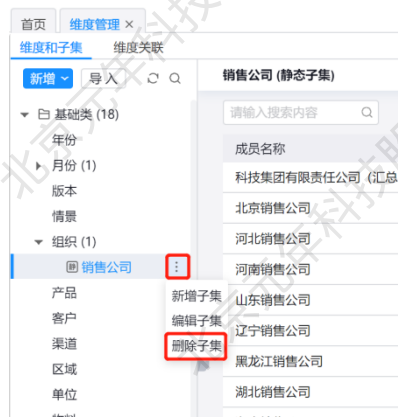 首页 维度管理 ×
维度和子集 维度关联
新增 导入
销售公司 (静态子集)
请输入搜索内容
基础类 (18)
年份
月份 (1)
版本
情景
组织 (1)
静 销售公司
产品
客户
渠道
区域
单位
新增子集
编辑子集
删除子集
成员名称
科技集团有限责任公司（汇总
北京销售公司
河北销售公司
河南销售公司
山东销售公司
辽宁销售公司
黑龙江销售公司
湖北销售公司
北京元年科技